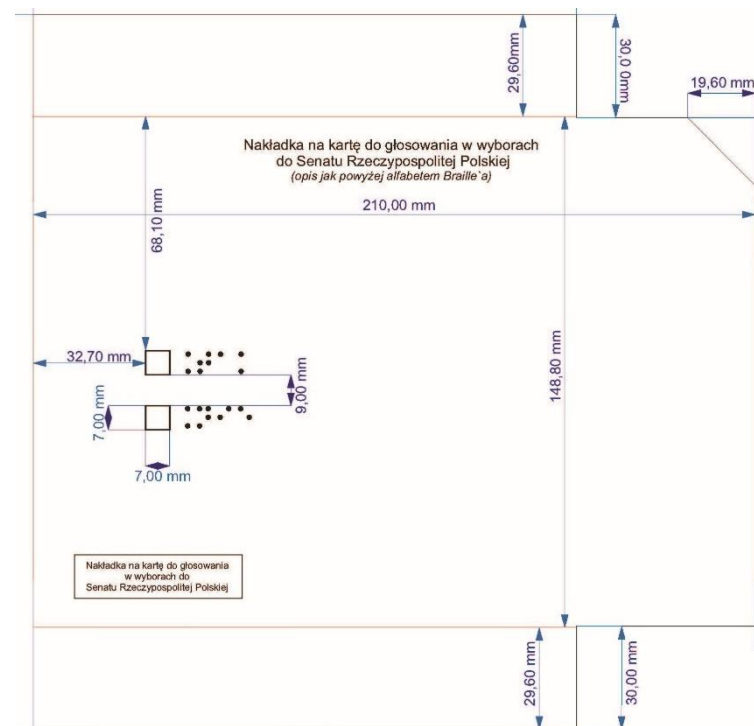 29,60mm
30,0 0mm
19,60 mm
Nakładka na kartę do głosowania w wyborach
do Senatu Rzeczypospolitej Polskiej
(opis jak powyżej alfabetem Braille`a)
210,00 mm
68,10 mm
32,70 mm
9,00 mm
148,80 mm
7,00 mm
7,00 mm
Nakładka na kartę do głosowania
w wyborach do
Senatu Rzeczypospolitej Polskiej
29,60 mm
30,00 mm